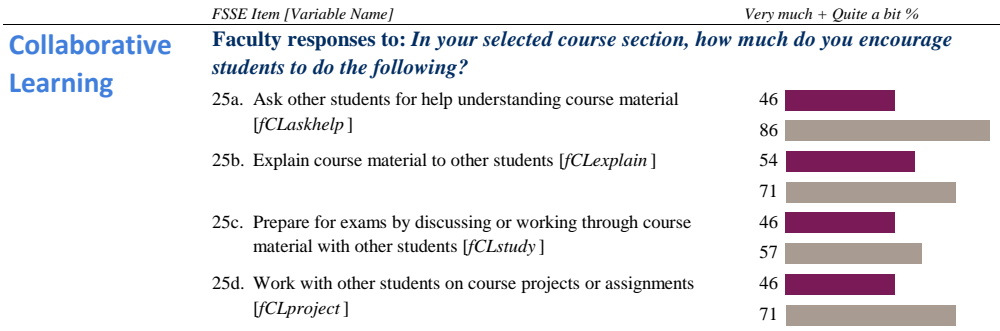 FSSE Item [Variable Name] Very much + Quite a bit %
Collaborative
Learning
Faculty responses to: In your selected course section, how much do you encourage
students to do the following?
25a. Ask other students for help understanding course material
[fCLaskhelp ]
46
86
25b. Explain course material to other students [fCLexplain ]
54
71
25c. Prepare for exams by discussing or working through course
material with other students [fCLstudy ]
46
57
25d. Work with other students on course projects or assignments
[fCLproject ]
46
71